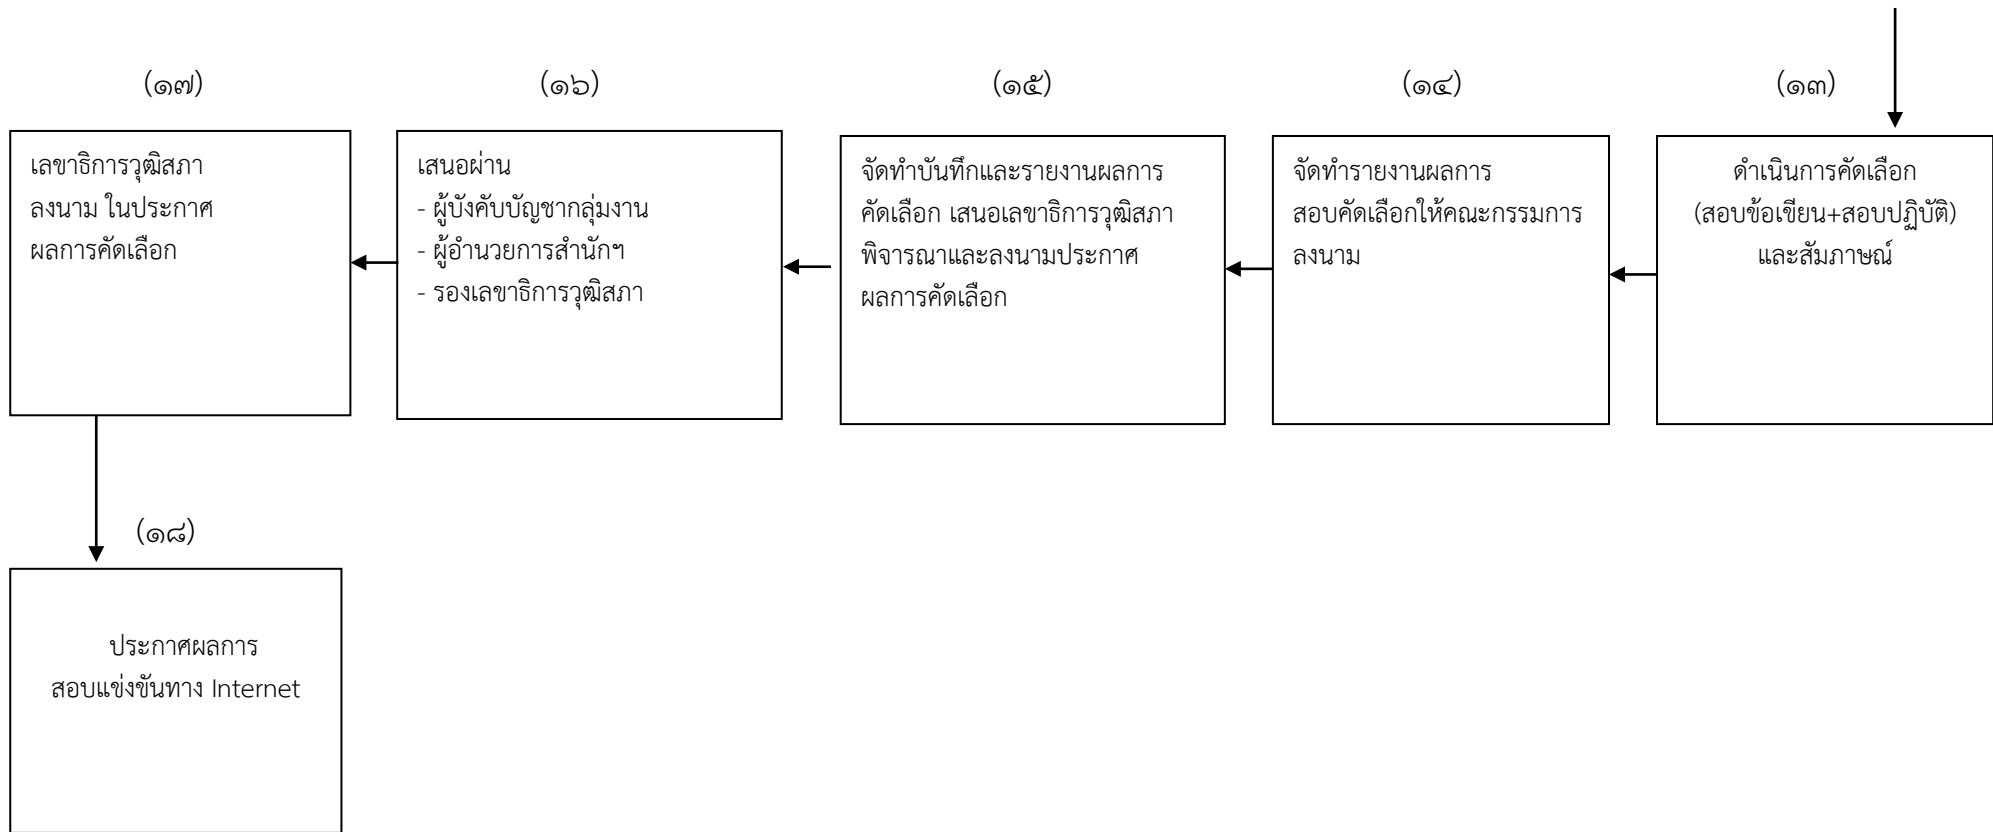 (๑๗)
เลขาธิการวุฒิสภา
ลงนาม ในประกาศ
ผลการคัดเลือก
(๑๖)
เสนอผ่าน
- ผู้บังคับบัญชากลุ่มงาน
- ผู้อำนวยการสำนักฯ
- รองเลขาธิการวุฒิสภา
(๑๕)
จัดทำบันทึกและรายงานผลการ
คัดเลือก เสนอเลขาธิการวุฒิสภา
พิจารณาและลงนามประกาศ
ผลการคัดเลือก
(๑๔)
จัดทำรายงานผลการ
สอบคัดเลือกให้คณะกรรมการ
ลงนาม
(๑๓)
ดำเนินการคัดเลือก
(สอบข้อเขียน+สอบปฏิบัติ)
และสัมภาษณ์
(๑๘)
ประกาศผลการ
สอบแข่งขันทาง Internet